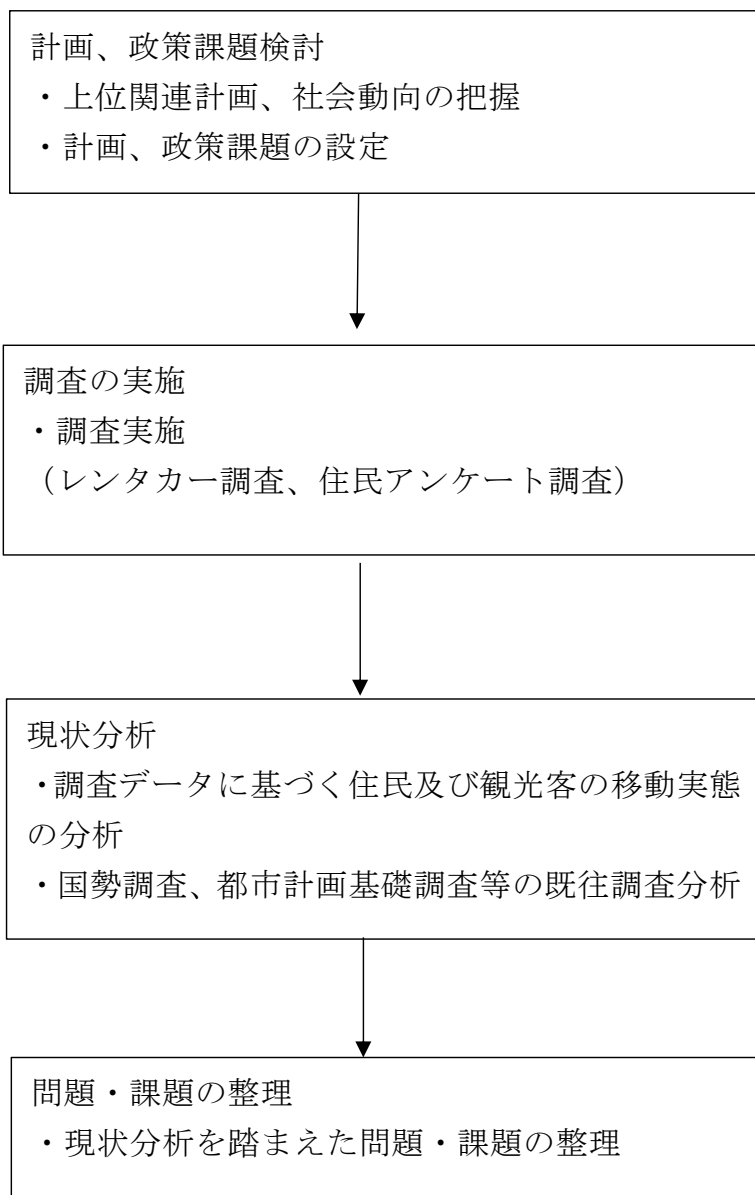 計画、政策課題検討
・上位関連計画、社会動向の把握
・計画、政策課題の設定
調査の実施
・調査実施
（レンタカー調査、住民アンケート調査）
現状分析
・調査データに基づく住民及び観光客の移動実態
の分析
・国勢調査、都市計画基礎調査等の既往調査分析
問題・課題の整理
・現状分析を踏まえた問題・課題の整理